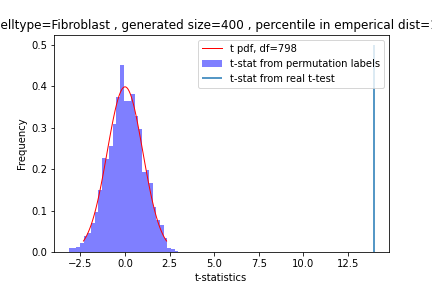 elltype=Fibroblast , generated size=400 , percentile in emperical dist=
t pdf, df=798
t-stat from permutation labels
t-stat from real t-test
Frequency
0.5
0.4
0.3
0.2
0.1
0.0
−2.5 0.0 2.5 5.0 7.5 10.0 12.5
t-statistics